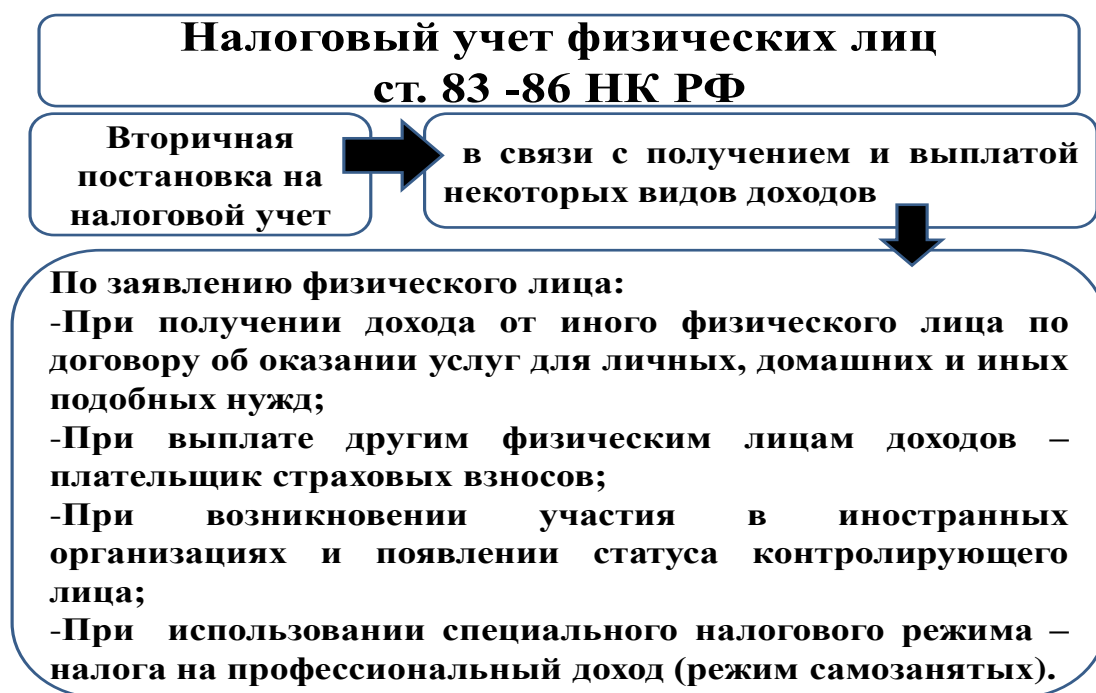 Налоговый учет физических лиц
ст. 83 -86 НК РФ
Вторичная
постановка на
налоговой учет
в связи с получением и выплатой
некоторых видов доходов
По заявлению физического лица:
-При получении дохода от иного физического лица по
договору об оказании услуг для личных, домашних и иных
подобных нужд;
-При выплате другим физическим лицам доходов –
плательщик страховых взносов;
-При возникновении участия в иностранных
организациях и появлении статуса контролирующего
лица;
-При использовании специального налогового режима –
налога на профессиональный доход (режим самозанятых).